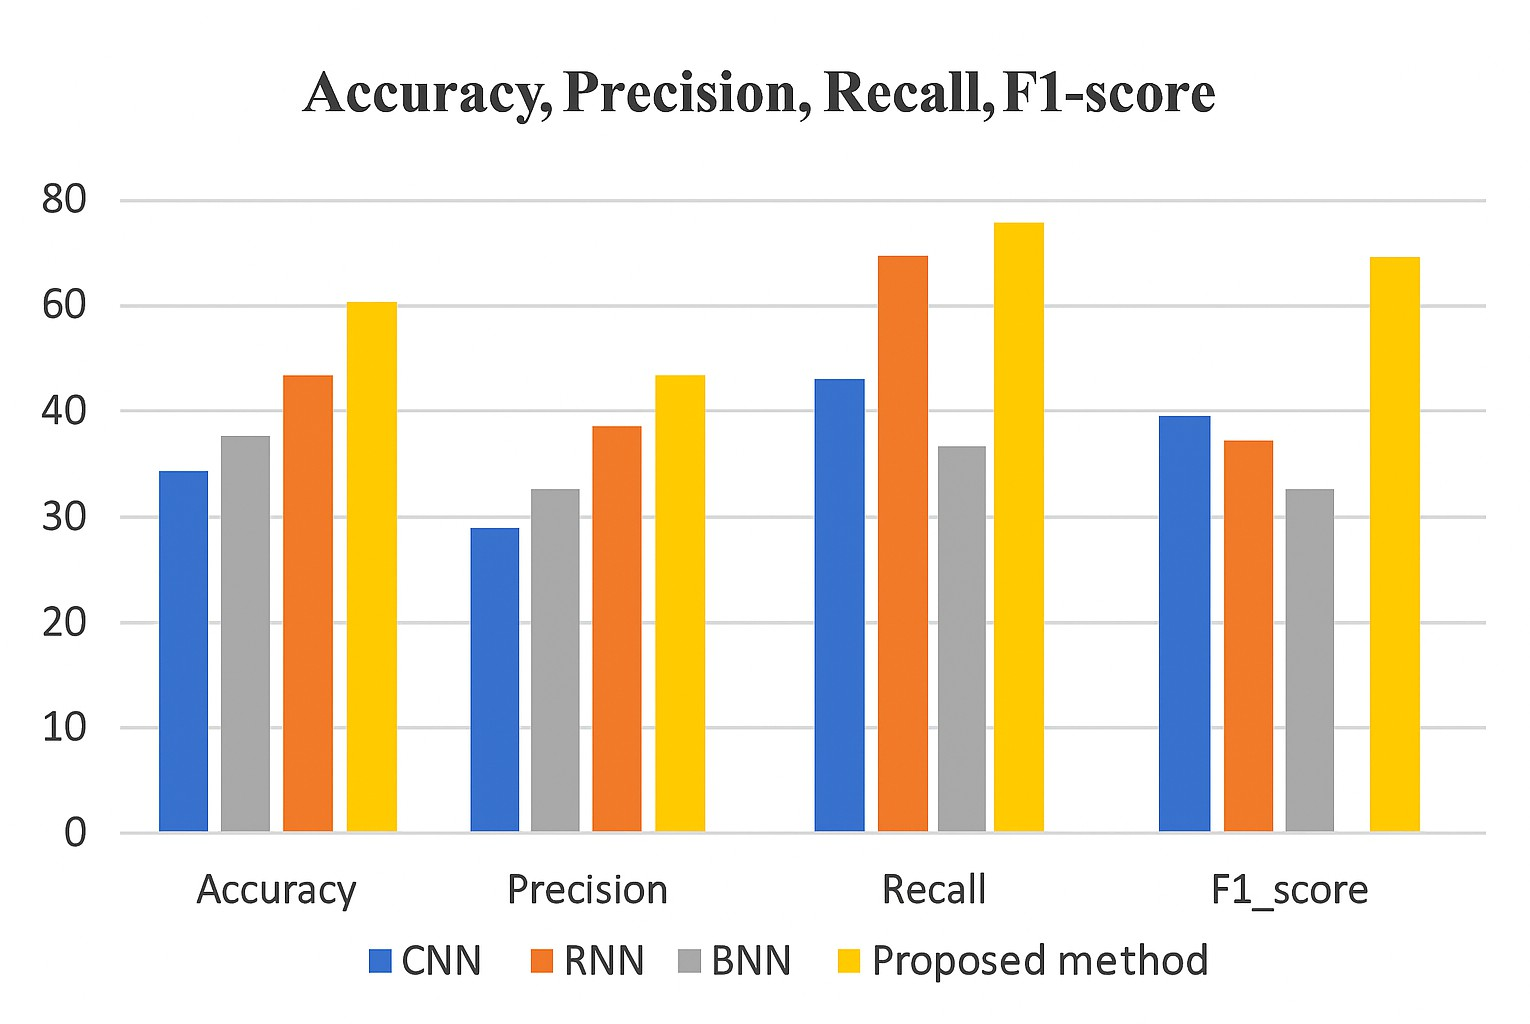 Accuracy, Precision, Recall, F1-score
80
60
40
30
20
10
0
Accuracy Precision Recall F1_score
CNN RNN BNN Proposed method